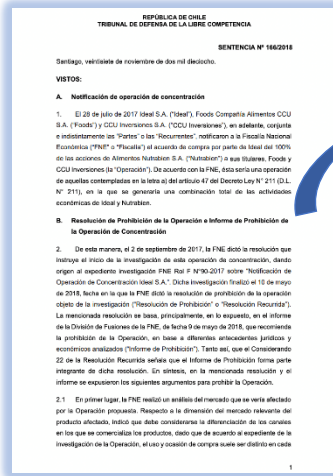 REPÚBLICA DE CHILE
TRIBUNAL DE DEFENSA DE LA LIBRE COMPETENCIA
SENTENCIA Nº 166/2018
Santiago, veintisiete de noviembre de dos mil dieciocho.
VISTOS:
A. Notificación de operación de concentración
1. El 28 de julio de 2017 Ideal S.A. ("Ideal"), Foods Compañía Alimentos CCU
S.A. ("Foods") y CCU Inversiones S.A. ("CCU Inversiones"), en adelante, conjunta
e indistintamente las "Partes" o las "Recurrentes", notificaron a la Fiscalía Nacional
Económica ("FNE" o "Fiscalía") el acuerdo de compra por parte de Ideal del 100%
de las acciones de Alimentos Nutrabien S.A. ("Nutrabien") a sus titulares, Foods y
CCU Inversiones (la "Operación"). De acuerdo con la FNE, ésta sería una operación
de aquellas contempladas en la letra a) del artículo 47 del Decreto Ley N° 211 (D.L.
N° 211), en la que se generaría una combinación total de las actividades
económicas de Ideal y Nutrabien.
B. Resolución de Prohibición de la Operación e Informe de Prohibición de
la Operación de Concentración
2. De esta manera, el 2 de septiembre de 2017, la FNE dictó la resolución que
instruye el inicio de la investigación de esta operación de concentración, dando
origen al expediente investigación FNE Rol F N°90-2017 sobre "Notificación de
Operación de Concentración Ideal S.A.". Dicha investigación finalizó el 10 de mayo
de 2018, fecha en la que la FNE dictó la resolución de prohibición de la operación
objeto de la investigación ("Resolución de Prohibición" o "Resolución Recurrida").
La mencionada resolución se basa, principalmente, en lo expuesto, en el informe
de la División de Fusiones de la FNE, de fecha 9 de mayo de 2018, que recomienda
la prohibición de la Operación, en base a diferentes antecedentes jurídicos y
económicos analizados ("Informe de Prohibición"). Tanto así, que el Considerando
22 de la Resolución Recurrida señala que el Informe de Prohibición forma parte
integrante de dicha resolución. En síntesis, en la mencionada resolución y el
informe se expusieron los siguientes argumentos para prohibir la Operación.
2.1 En primer lugar, la FNE realizó un análisis del mercado que se vería afectado
por la Operación propuesta. Respecto a la dimensión del mercado relevante del
producto afectado, indicó que debe considerarse la diferenciación de los canales
en los que se comercializa los productos, dado que de acuerdo al expediente de la
Investigación de la Operación, el uso y ocasión de compra suele ser distinto en cada
1